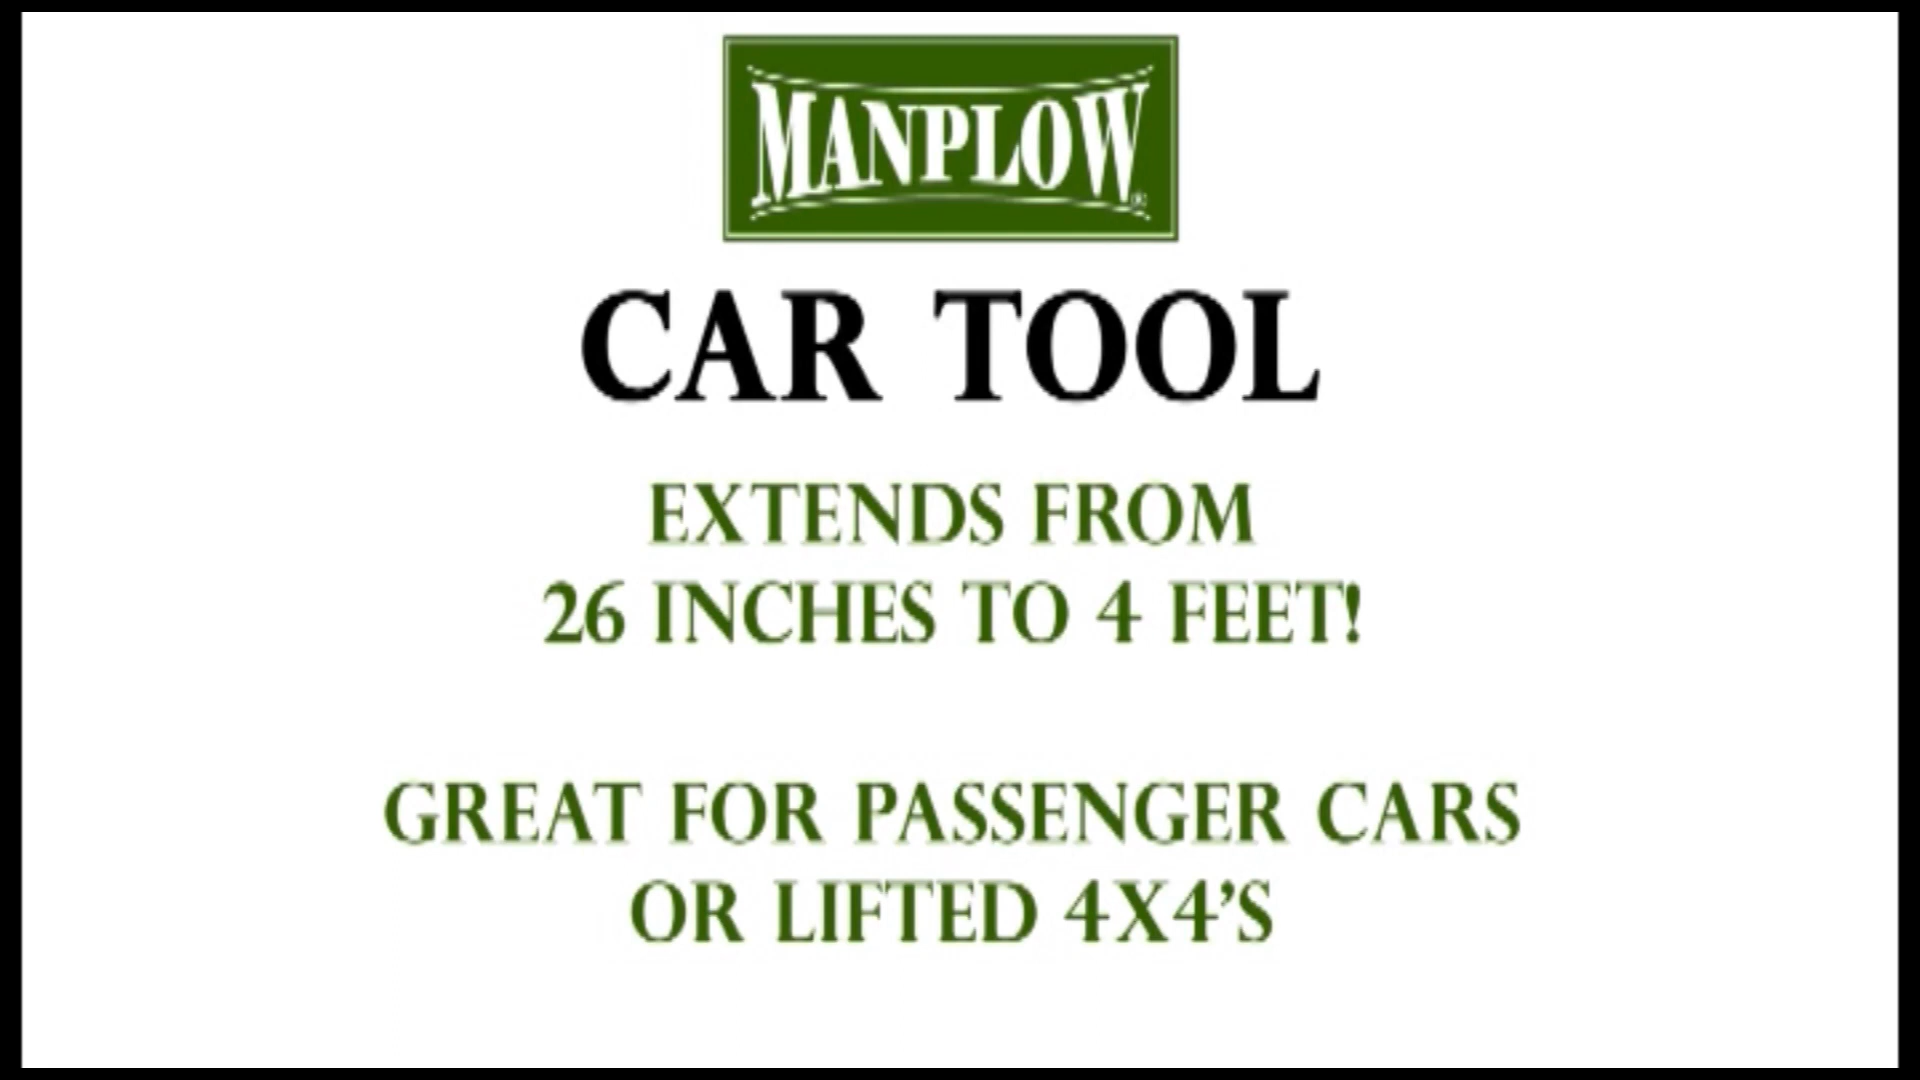 MANPLOW®
CAR TOOL
EXTENDS FROM
26 INCHES TO 4 FEET!
GREAT FOR PASSENGER CARS
OR LIFTED 4X4’S